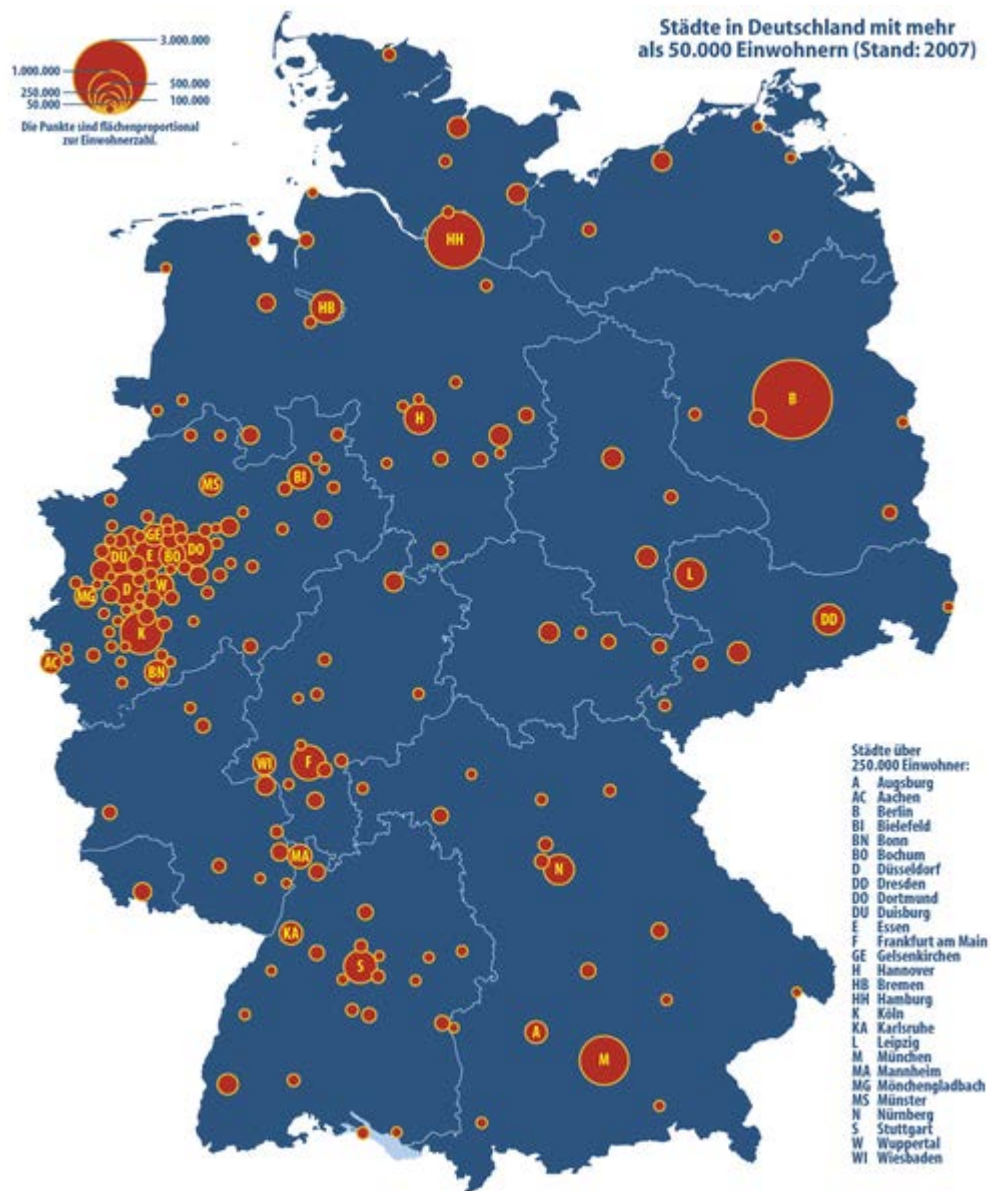 Städte in Deutschland mit mehr
als 50.000 Einwohnern (Stand: 2007)
3.000.000
1.000.000
500.000
250.000
100.000
50.000
Die Punkte sind flächenproportional
zur Einwohnerzahl.
HH
HB
B
H
BI
MS
GE
DO
DU
E
BO
W
D
MG
K
AC
BN
L
DD
WI
F
MA
N
KA
S
A
M
Städte über
250.000 Einwohner:
A Augsburg
AC Aachen
B Berlin
BI Bielefeld
BN Bonn
BO Bochum
D Düsseldorf
DD Dresden
DO Dortmund
DU Duisburg
E Essen
F Frankfurt am Main
GE Gelsenkirchen
H Hannover
HB Bremen
HH Hamburg
K Köln
KA Karlsruhe
L Leipzig
M München
MA Mannheim
MG Mönchengladbach
MS Münster
N Nürnberg
S Stuttgart
W Wuppertal
WI Wiesbaden